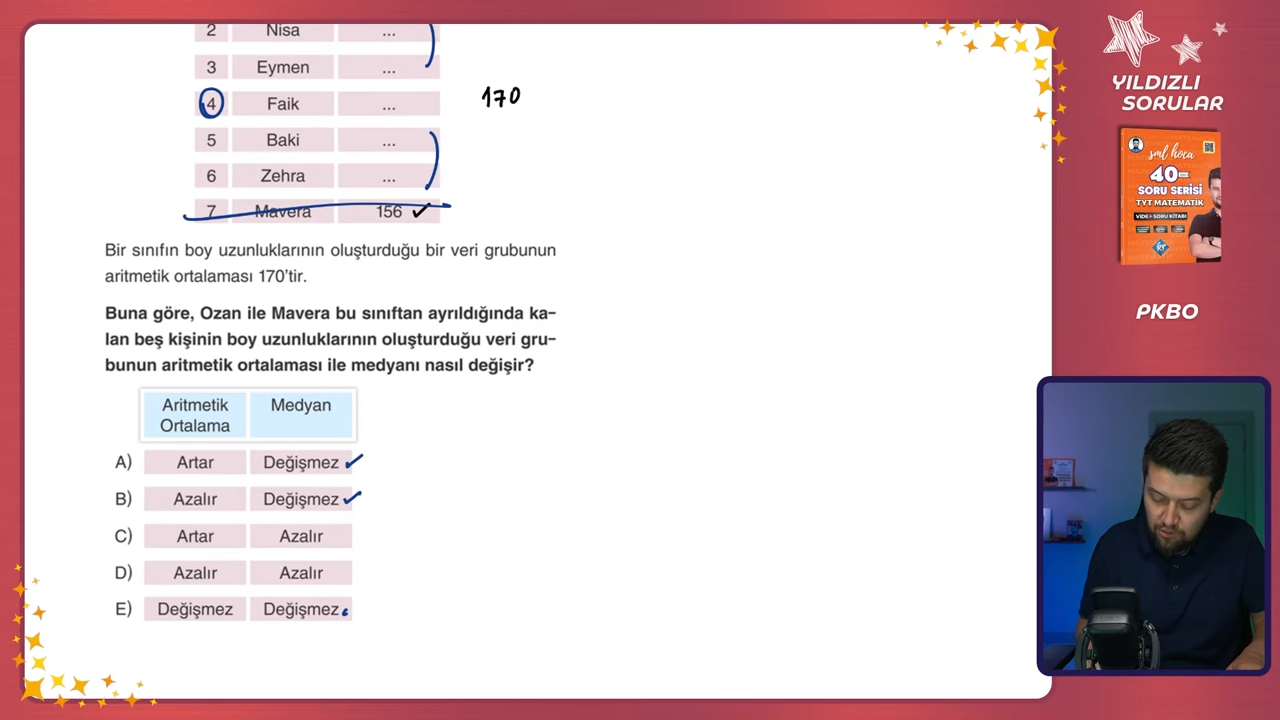 2 Nisa ...
3 Eymen ...
4 Faik ...
170
5 Baki ...
6 Zehra ...
7 Mavera 156
Bir sınıfın boy uzunluklarının oluşturduğu bir veri grubunun
aritmetik ortalaması 170'tir.
Buna göre, Ozan ile Mavera bu sınıftan ayrıldığında ka-
lan beş kişinin boy uzunluklarının oluşturduğu veri gru-
bunun aritmetik ortalaması ile medyanı nasıl değişir?
Aritmetik
Ortalama
Medyan
A) Artar Değişmez
B) Azalır Değişmez
C) Artar Azalır
D) Azalır Azalır
E) Değişmez Değişmez
YILDIZLI
SORULAR
sml hoca
40
SORU SERİSİ
TYT MATEMATİK
PKBO